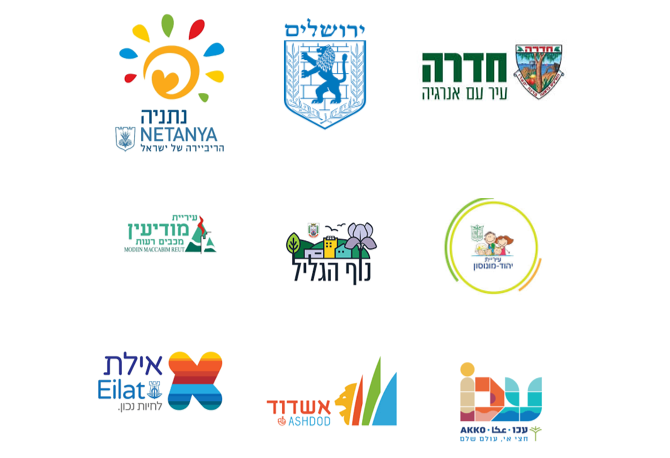 נתניה
NETANYA
הריביירה של ישראל
ירושלים
חדרה
עיר עם אנרגיה
חדרה
עיריית
מודיעין
מכבים רעות
MODIIN MACCABIM REUT
נוף הגליל
עיריית
יהוד-מונוסון
אילת
Eilat
לחיות נכון.
אשדוד
ASHDOD
עכו
AKKO · عكا · עכו
חצי אי, עולם שלם